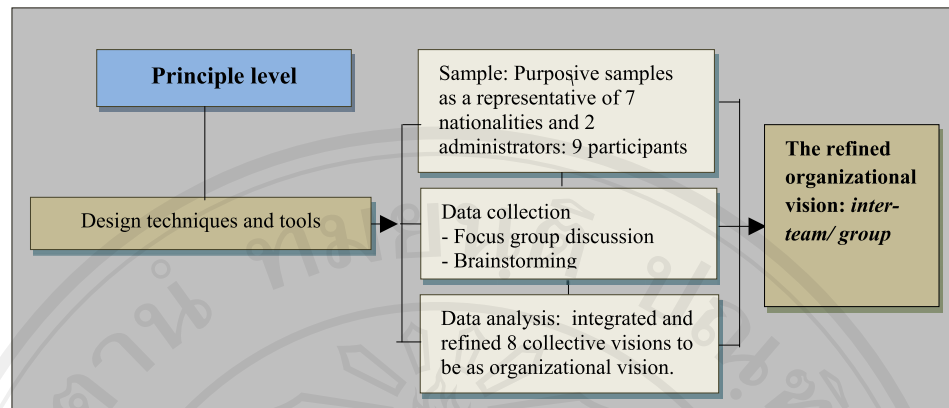 Principle level
Design techniques and tools
Sample: Purposive samples
as a representative of 7
nationalities and 2
administrators: 9 participants
Data collection
- Focus group discussion
- Brainstorming
Data analysis: integrated and
refined 8 collective visions to
be as organizational vision.
The refined
organizational
vision: inter-
team/ group